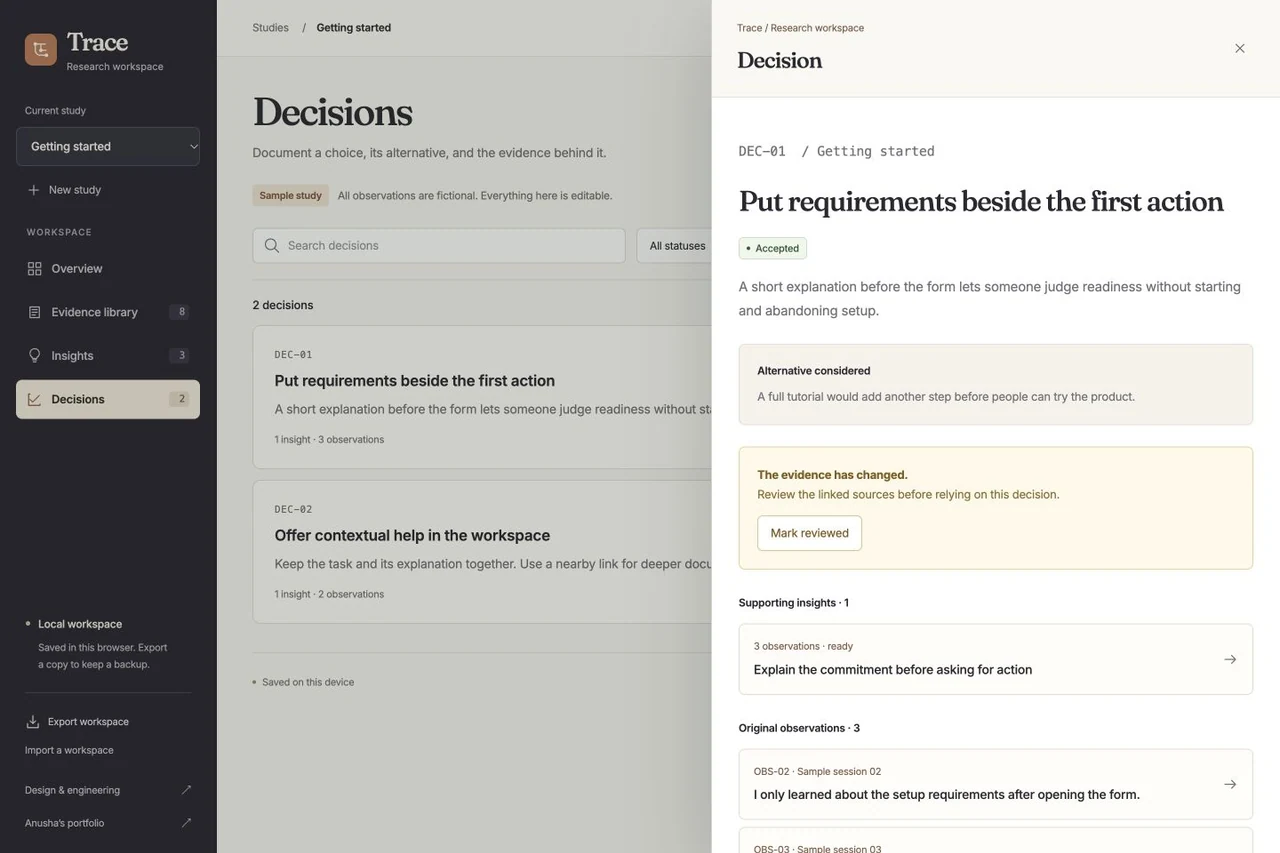 Trace
Research workspace
Current study
Getting started
New study
WORKSPACE
Overview
Evidence library 8
Insights 3
Decisions 2
Local workspace
Saved in this browser. Export
a copy to keep a backup.
Export workspace
Import a workspace
Design & engineering
Anusha's portfolio
Studies / Getting started
Decisions
Document a choice, its alternative, and the evidence behind it.
Sample study All observations are fictional. Everything here is editable.
Search decisions
All statuses
2 decisions
DEC-01
Put requirements beside the first action
A short explanation before the form lets someone judge readiness without
1 insight · 3 observations
DEC-02
Offer contextual help in the workspace
Keep the task and its explanation together. Use a nearby link for deeper
1 insight · 2 observations
Saved on this device
Trace / Research workspace
Decision
DEC-01 / Getting started
Put requirements beside the first action
Accepted
A short explanation before the form lets someone judge readiness without starting
and abandoning setup.
Alternative considered
A full tutorial would add another step before people can try the product.
The evidence has changed.
Review the linked sources before relying on this decision.
Mark reviewed
Supporting insights · 1
3 observations · ready
Explain the commitment before asking for action
Original observations · 3
OBS-02 · Sample session 02
I only learned about the setup requirements after opening the form.
OBS-03 · Sample session 03